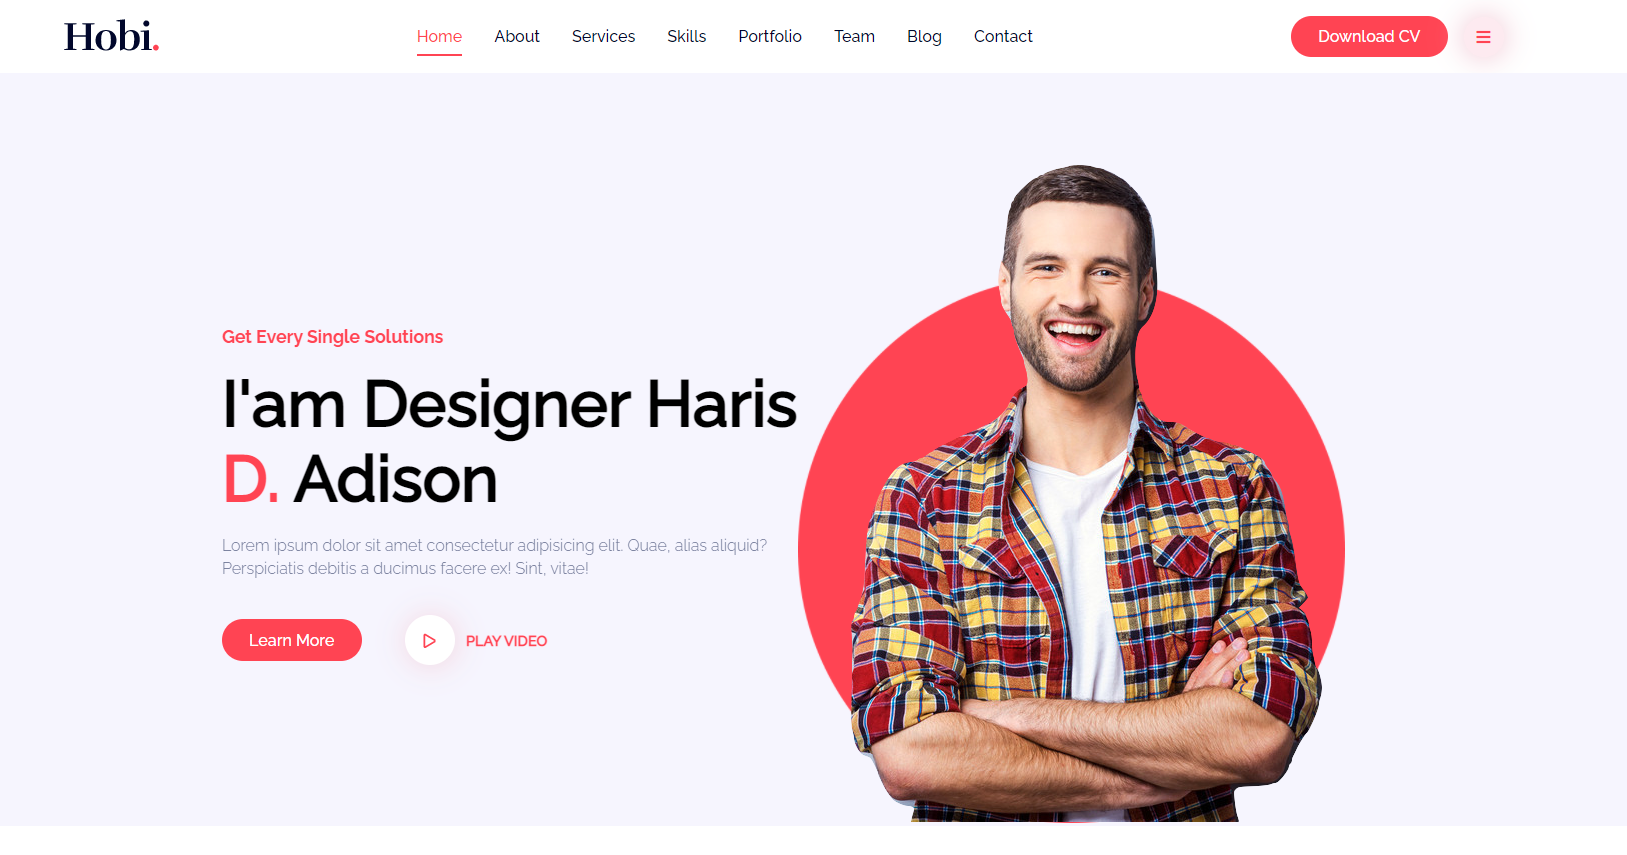 Hobi.
Home About Services Skills Portfolio Team Blog Contact
Download CV
Get Every Single Solutions
I'am Designer Haris
D. Adison
Lorem ipsum dolor sit amet consectetur adipisicing elit. Quae, alias aliquid?
Perspiciatis debitis a ducimus facere ex! Sint, vitae!
Learn More
PLAY VIDEO